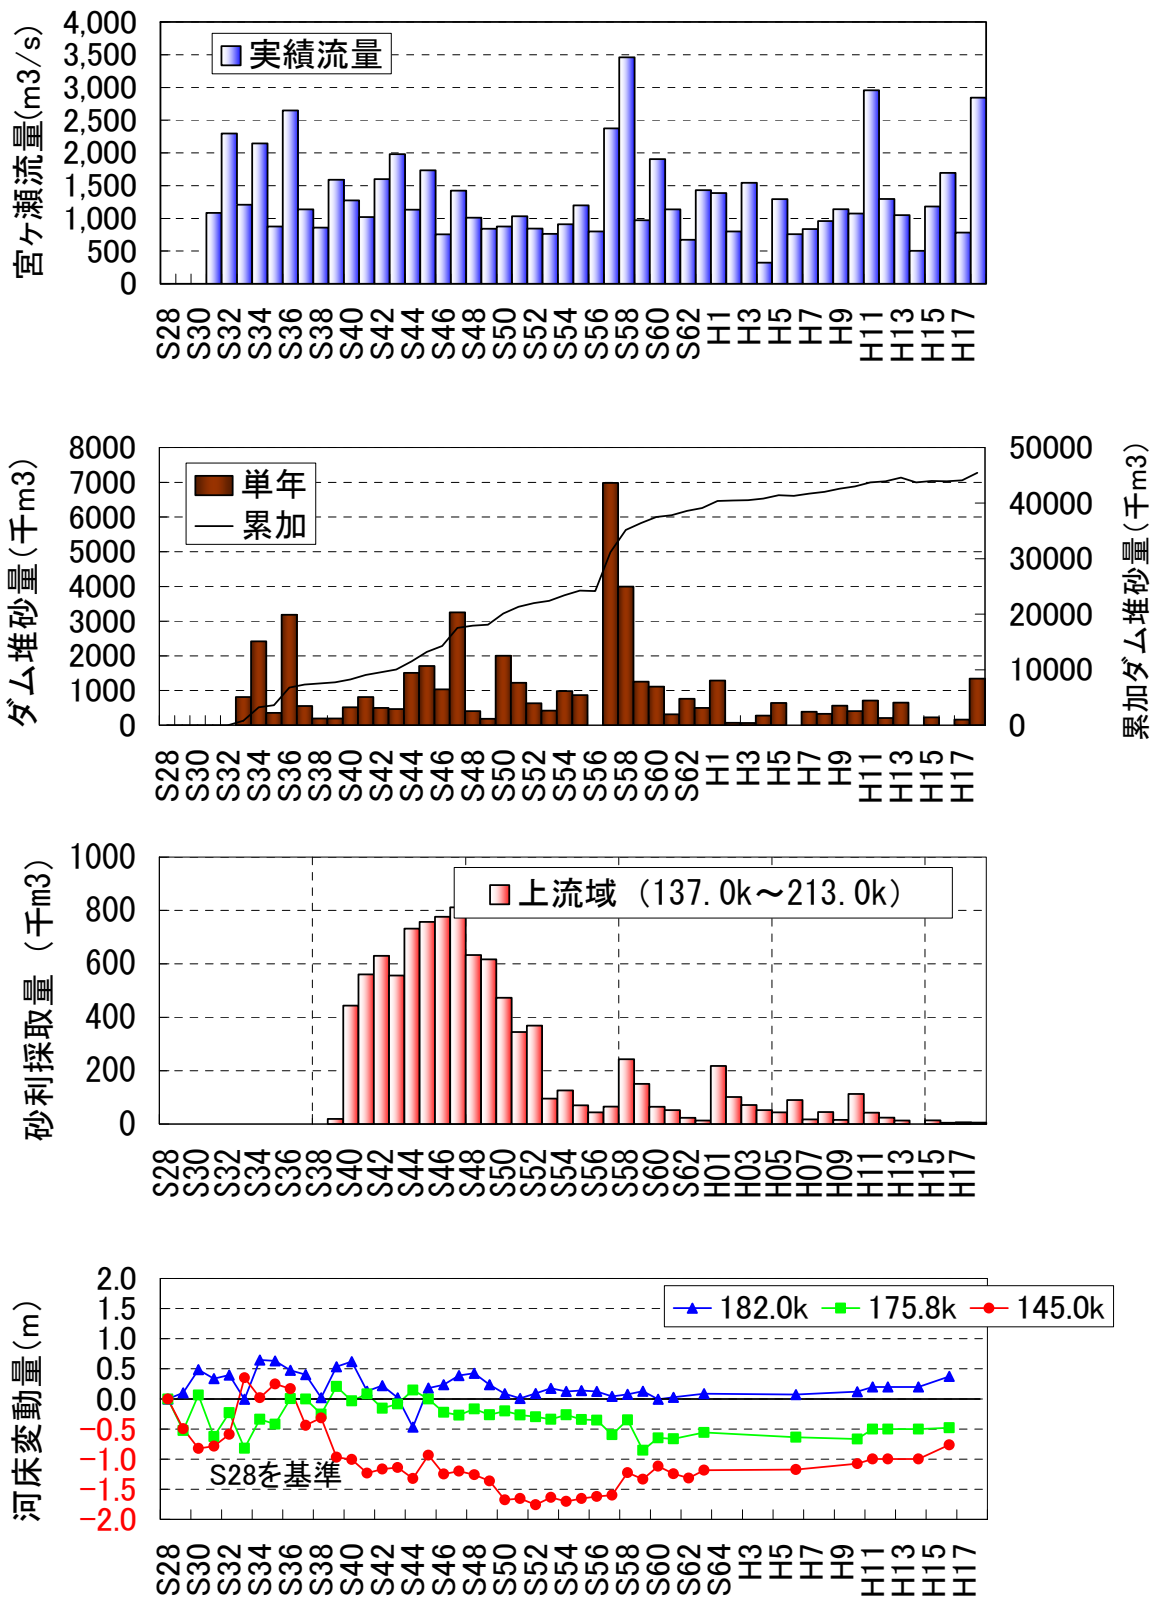 宮ヶ瀬流量(m3/s)
4,000
3,500
3,000
2,500
2,000
1,500
1,000
500
0
実績流量
S28 S30 S32 S34 S36 S38 S40 S42 S44 S46 S48 S50 S52 S54 S56 S58 S60 S62 H1 H3 H5 H7 H9 H11 H13 H15 H17
ダム堆砂量(千m3)
8000
7000
6000
5000
4000
3000
2000
1000
0
単年
累加
50000
40000
30000
20000
10000
0
累加ダム堆砂量(千m3)
S28 S30 S32 S34 S36 S38 S40 S42 S44 S46 S48 S50 S52 S54 S56 S58 S60 S62 H1 H3 H5 H7 H9 H11 H13 H15 H17
砂利採取量(千m3)
1000
800
600
400
200
0
上流域 (137.0k～213.0k)
S28 S30 S32 S34 S36 S38 S40 S42 S44 S46 S48 S50 S52 S54 S56 S58 S60 S62 H01 H03 H05 H07 H09 H11 H13 H15 H17
河床変動量(m)
2.0
1.5
1.0
0.5
0.0
-0.5
-1.0
-1.5
-2.0
182.0k 175.8k 145.0k
S28を基準
S28 S30 S32 S34 S36 S38 S40 S42 S44 S46 S48 S50 S52 S54 S56 S58 S60 S62 S64 H3 H5 H7 H9 H11 H13 H15 H17